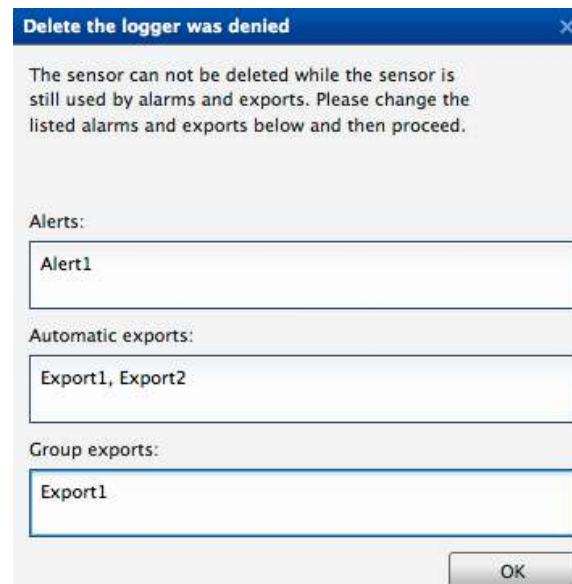 Delete the logger was denied
The sensor can not be deleted while the sensor is
still used by alarms and exports. Please change the
listed alarms and exports below and then proceed.
Alerts:
Alert1
Automatic exports:
Export1, Export2
Group exports:
Export1
OK